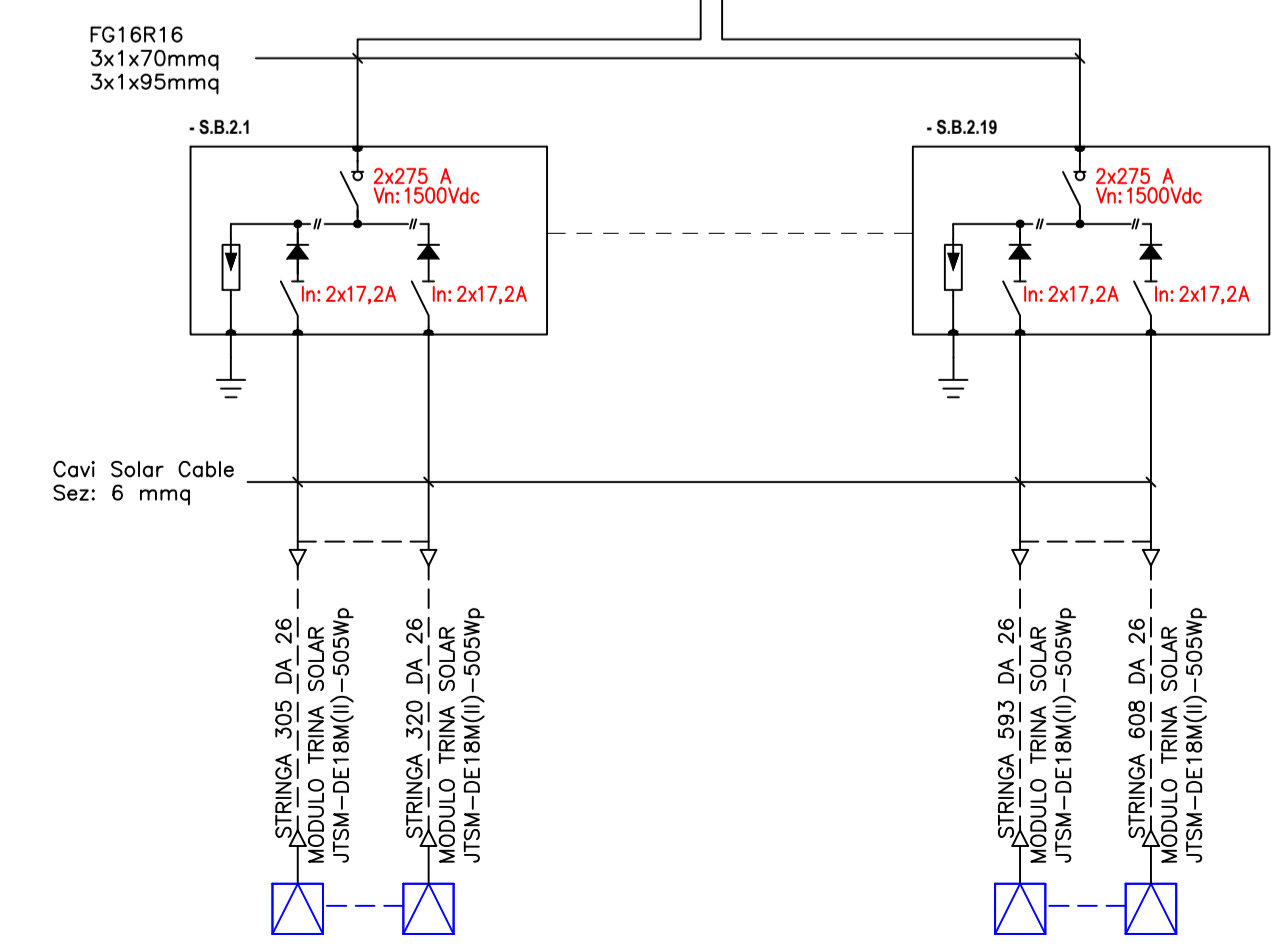 FG16R16
3x1x70mmq
3x1x95mmq
- S.B.2.1
- S.B.2.19
2x275 A
Vn:1500Vdc
2x275 A
Vn:1500Vdc
In: 2x17,2A
In: 2x17,2A
In: 2x17,2A
In: 2x17,2A
Cavi Solar Cable
Sez: 6 mmq
STRINGA 305 DA 26
MODULO TRINA SOLAR
JTSM-DE18M(II)-505Wp
STRINGA 320 DA 26
MODULO TRINA SOLAR
JTSM-DE18M(II)-505Wp
STRINGA 593 DA 26
MODULO TRINA SOLAR
JTSM-DE18M(II)-505Wp
STRINGA 608 DA 26
MODULO TRINA SOLAR
JTSM-DE18M(II)-505Wp